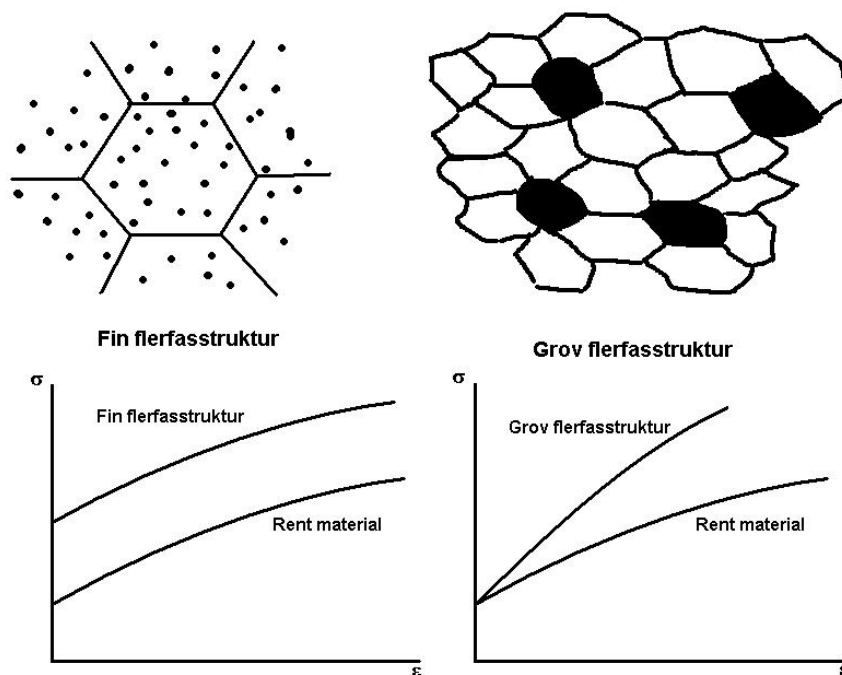 Fin flerfasstruktur
Grov flerfasstruktur
σ
Fin flerfasstruktur
Rent material
ε
σ
Grov flerfasstruktur
Rent material
ε